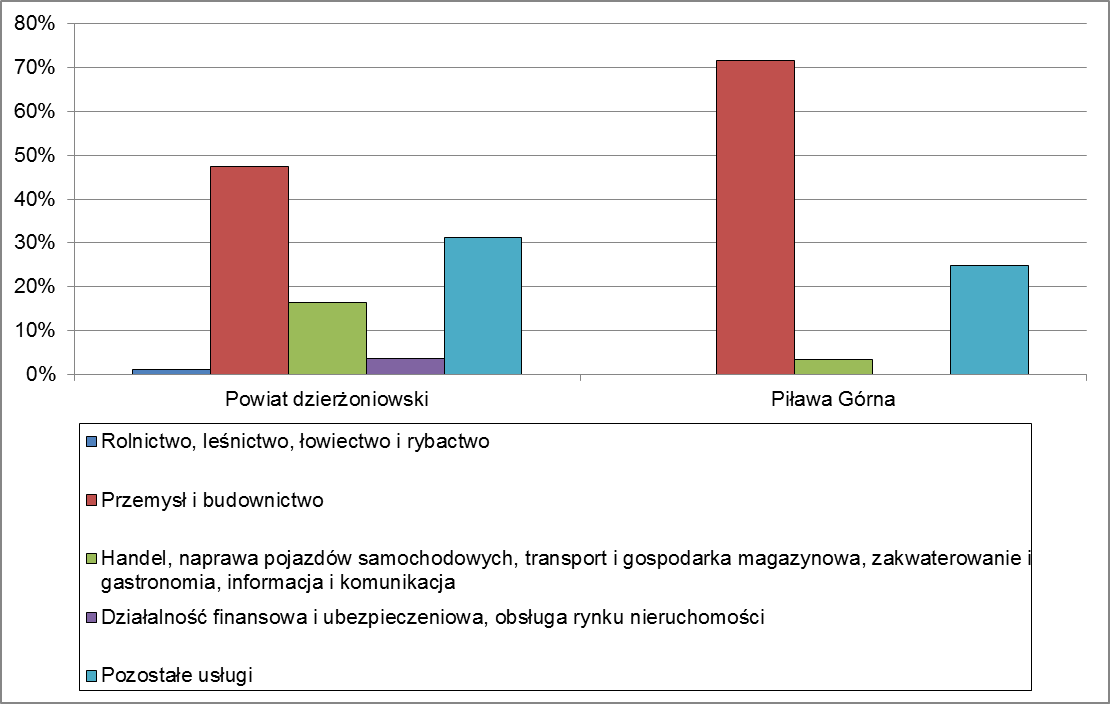 80%
70%
60%
50%
40%
30%
20%
10%
0%
Powiat dzierżoniowski
Piława Górna
Rolnictwo, leśnictwo, łowiectwo i rybactwo
Przemysł i budownictwo
Handel, naprawa pojazdów samochodowych, transport i gospodarka magazynowa, zakwaterowanie i
gastronomia, informacja i komunikacja
Działalność finansowa i ubezpieczeniowa, obsługa rynku nieruchomości
Pozostałe usługi